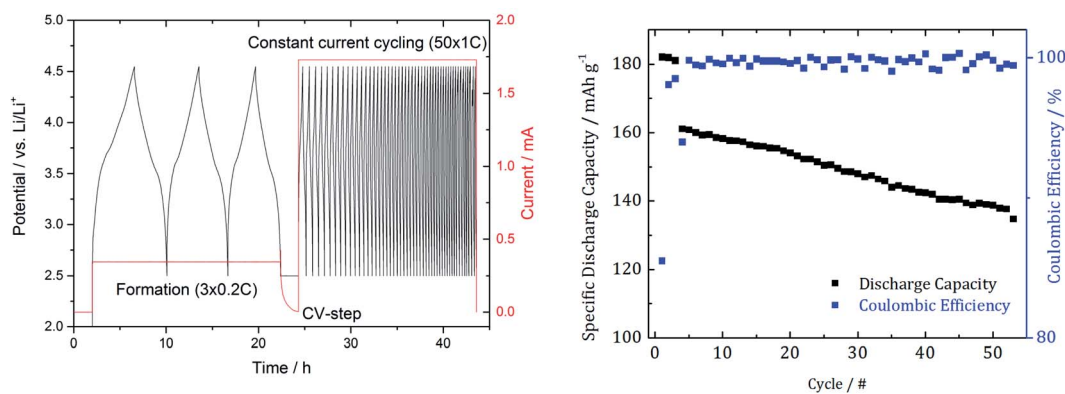 5.0
4.5
4.0
3.5
3.0
2.5
2.0
Potential / vs. Li/Li⁺
Constant current cycling (50x1C)
Formation (3x0.2C)
CV-step
0
10
20
30
40
Time / h
2.0
1.5
1.0
0.5
0.0
Current / mA
180
160
140
120
100
Specific Discharge Capacity / mAh g⁻¹
Discharge Capacity
Coulombic Efficiency
0
10
20
30
40
50
Cycle / #
100
80
Coulombic Efficiency / %